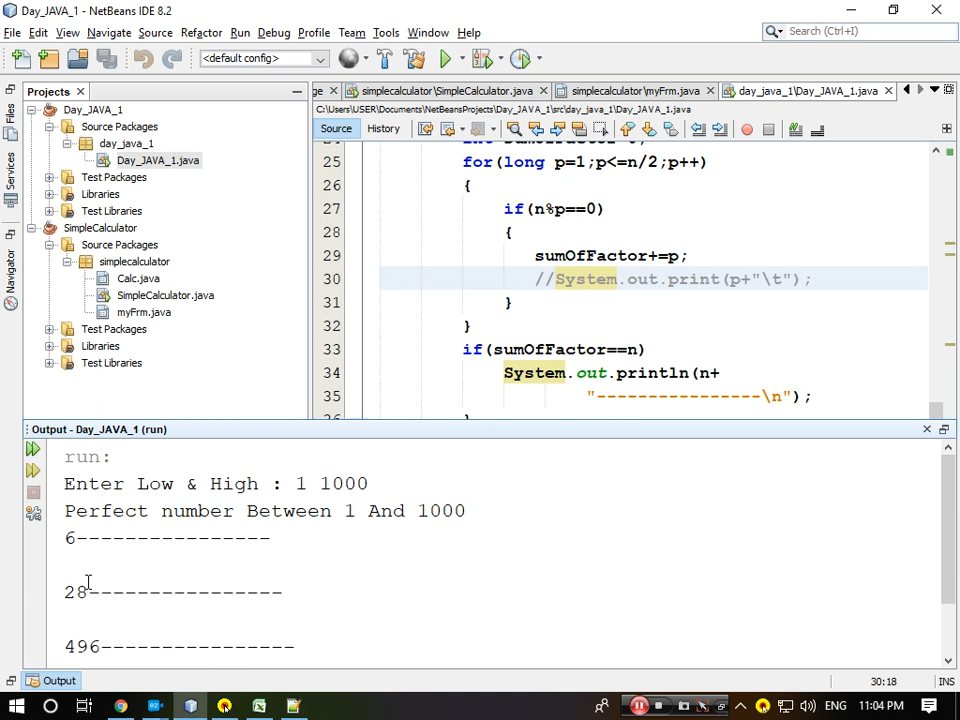 Day_JAVA_1 - NetBeans IDE 8.2
File Edit View Navigate Source Refactor Run Debug Profile Team Tools Window Help
Search (Ctrl+I)
<default config>
Projects
ge
simplecalculator\SimpleCalculator.java
simplecalculator\myFrm.java
day_java_1\Day_JAVA_1.java
C:\Users\USER\Documents\NetBeansProjects\Day_JAVA_1\src\day_java_1\Day_JAVA_1.java
Source History
Files
Services
Navigator
Day_JAVA_1
Source Packages
day_java_1
Day_JAVA_1.java
Test Packages
Libraries
Test Libraries
SimpleCalculator
Source Packages
simplecalculator
Calc.java
SimpleCalculator.java
myFrm.java
Test Packages
Libraries
Test Libraries
25 for(long p=1;p<=n/2;p++)
26 {
27 if(n%p==0)
28 {
29 sumOfFactor+=p;
30 //System.out.print(p+"\t");
31 }
32 }
33 if(sumOfFactor==n)
34 System.out.println(n+
35 "----------------\n");
Output - Day_JAVA_1 (run)
run:
Enter Low & High : 1 1000
Perfect number Between 1 And 1000
6----------------
28----------------
496----------------
Output
30:18 INS
ez
ENG 11:04 PM